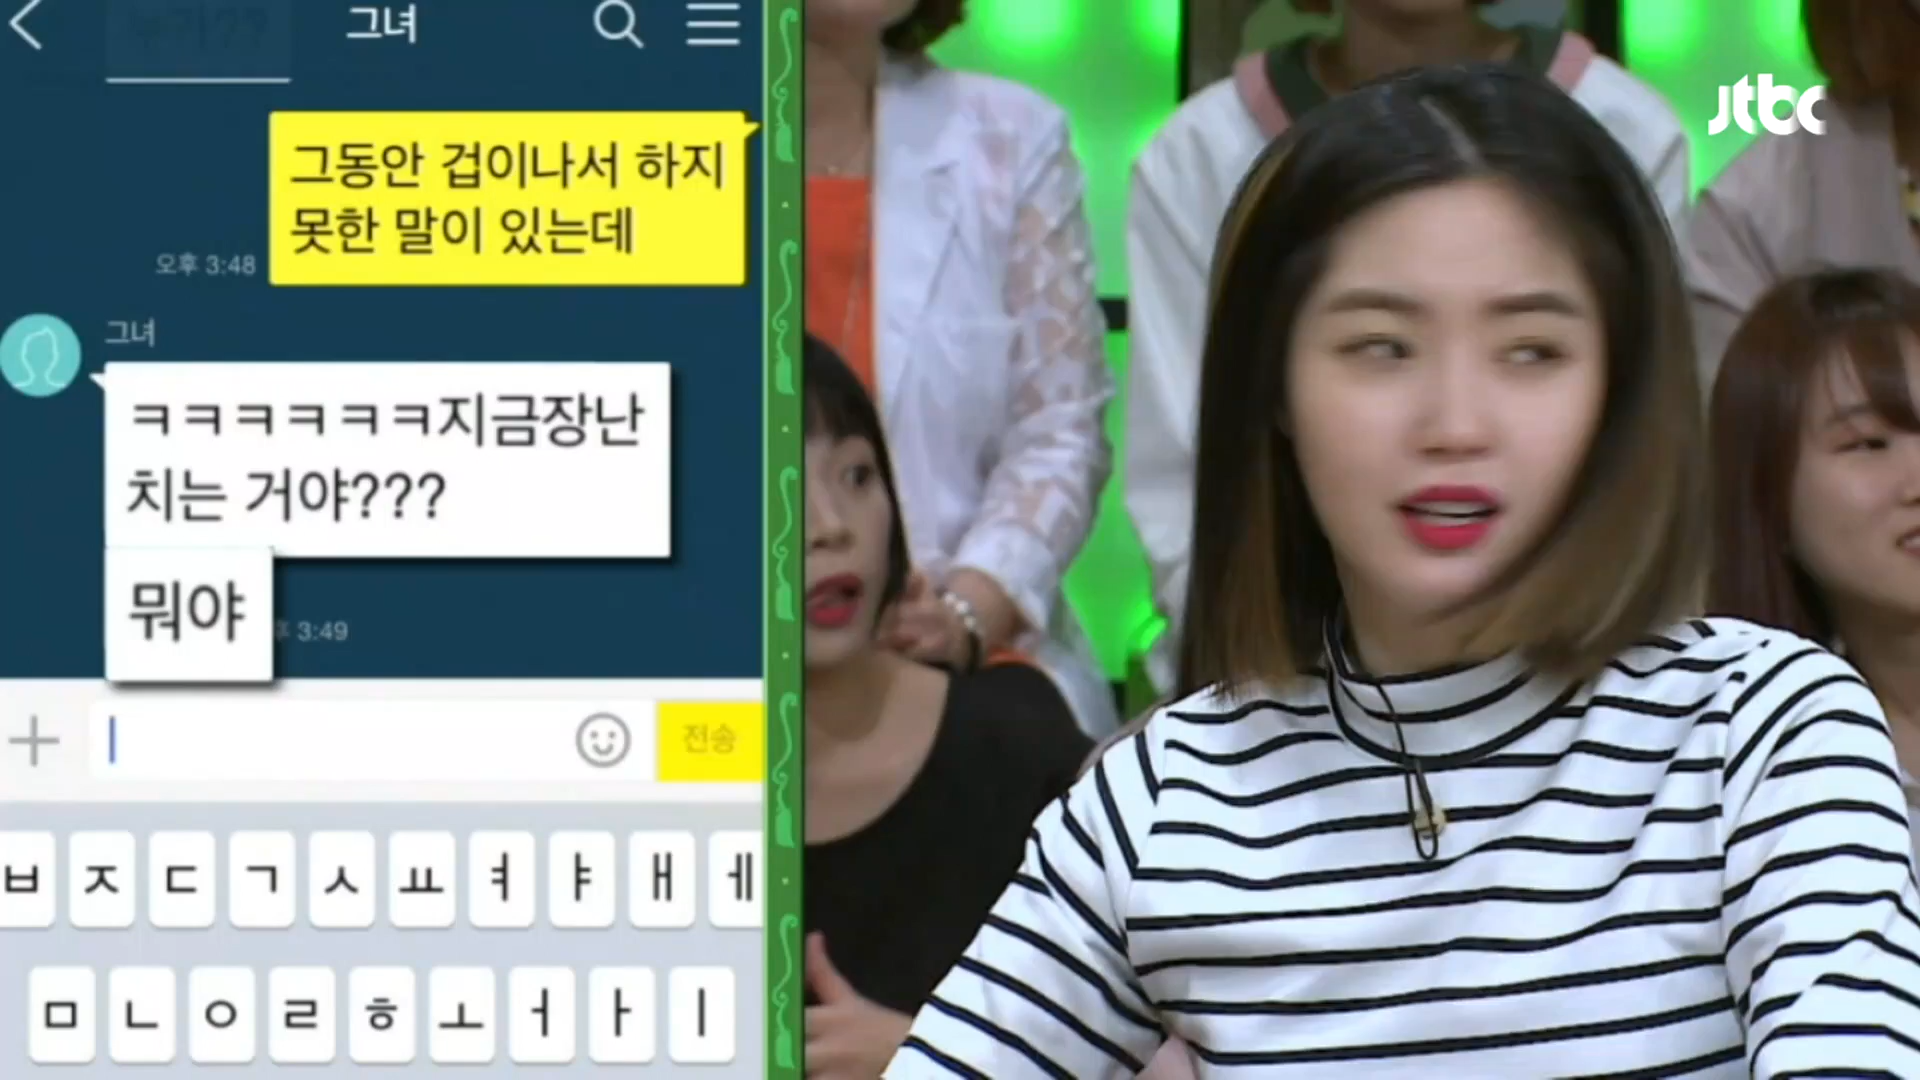 그녀
그동안 겁이나서 하지
못한 말이 있는데
오후 3:48
그녀
ㅋㅋㅋㅋㅋㅋ지금장난
치는 거야???
뭐야
3:49
전송
ㅂ ㅈ ㄷ ㄱ ㅅ ㅛ ㅕ ㅑ ㅐ ㅔ
ㅁ ㄴ ㅇ ㄹ ㅎ ㅗ ㅓ ㅏ ㅣ
jtbc